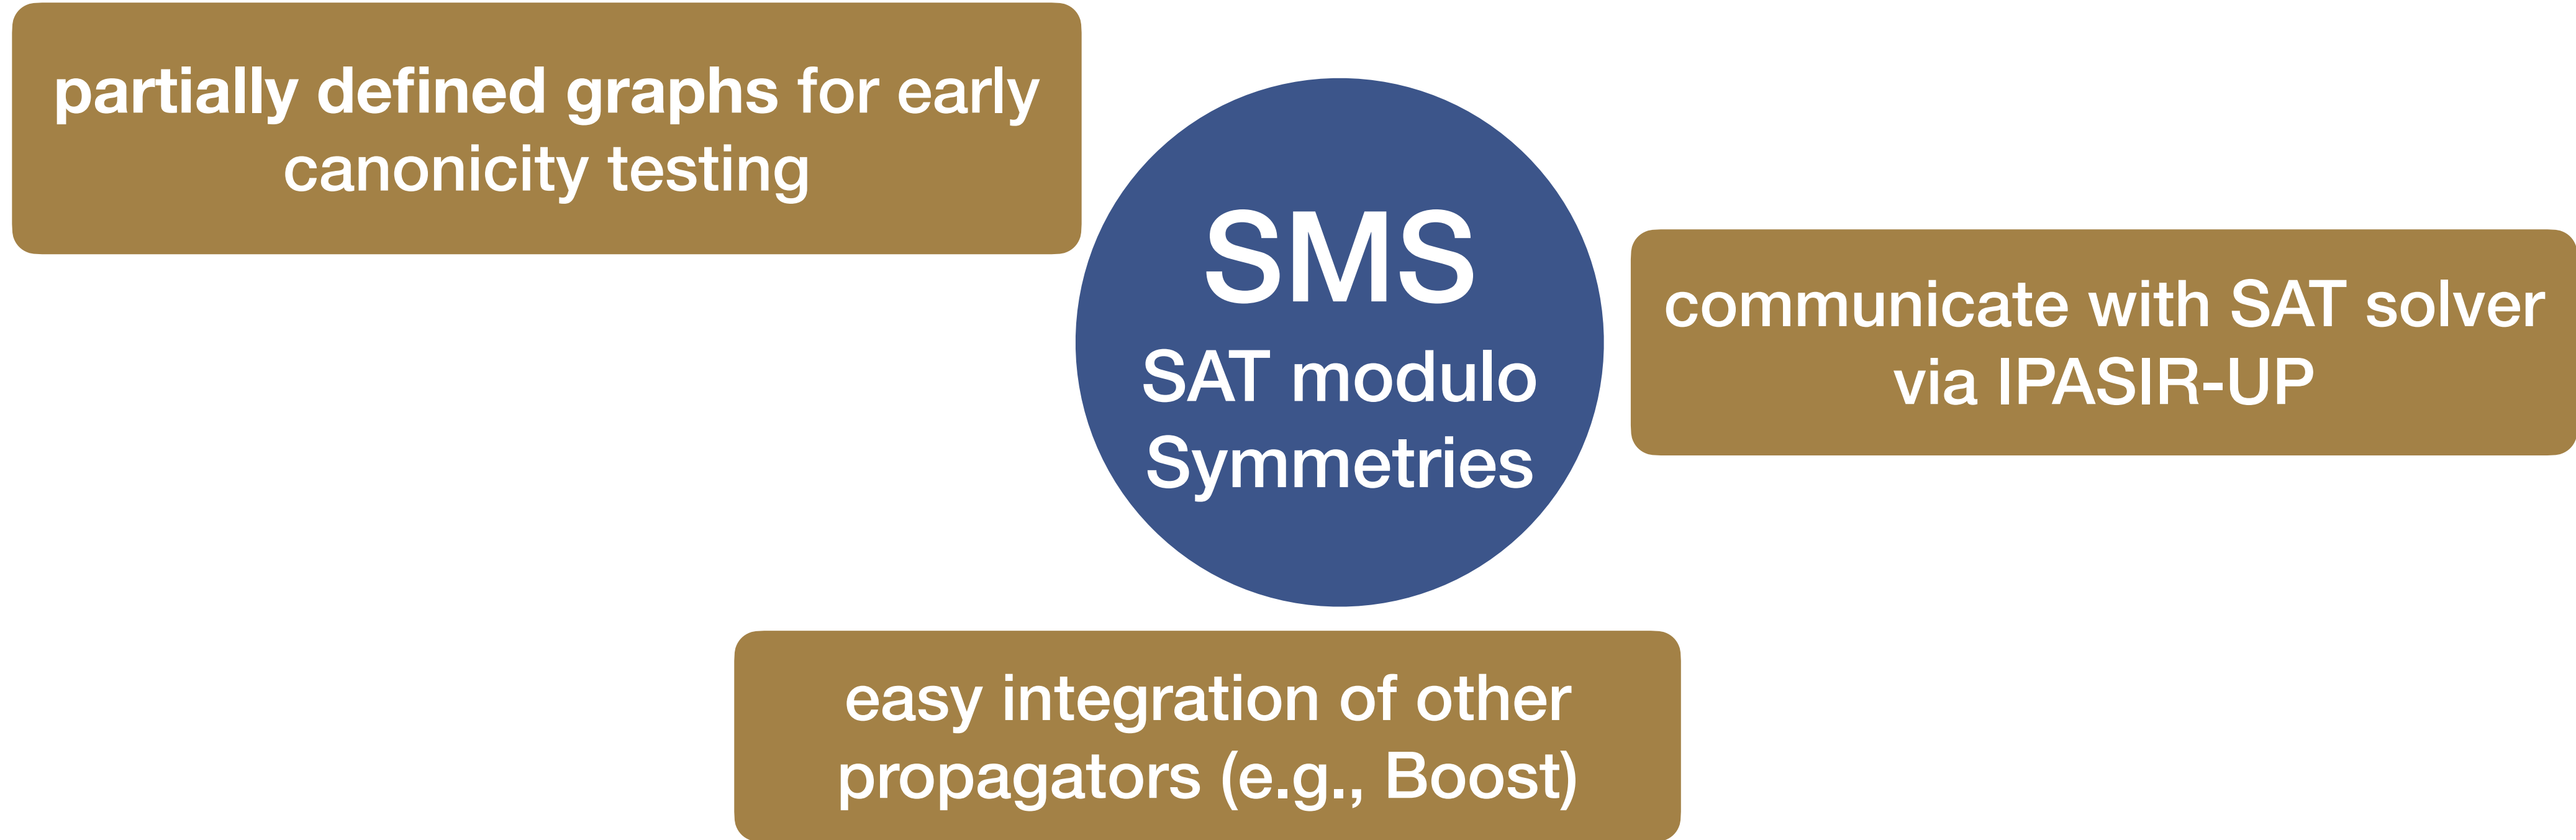 partially defined graphs for early
canonicity testing
SMS
SAT modulo
Symmetries
communicate with SAT solver
via IPASIR-UP
easy integration of other
propagators (e.g., Boost)